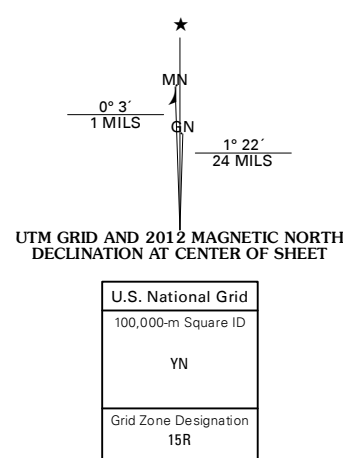 ★
MN
0° 3´
1 MILS
GN
1° 22´
24 MILS
UTM GRID AND 2012 MAGNETIC NORTH
DECLINATION AT CENTER OF SHEET
U.S. National Grid
100,000-m Square ID
YN
Grid Zone Designation
15R